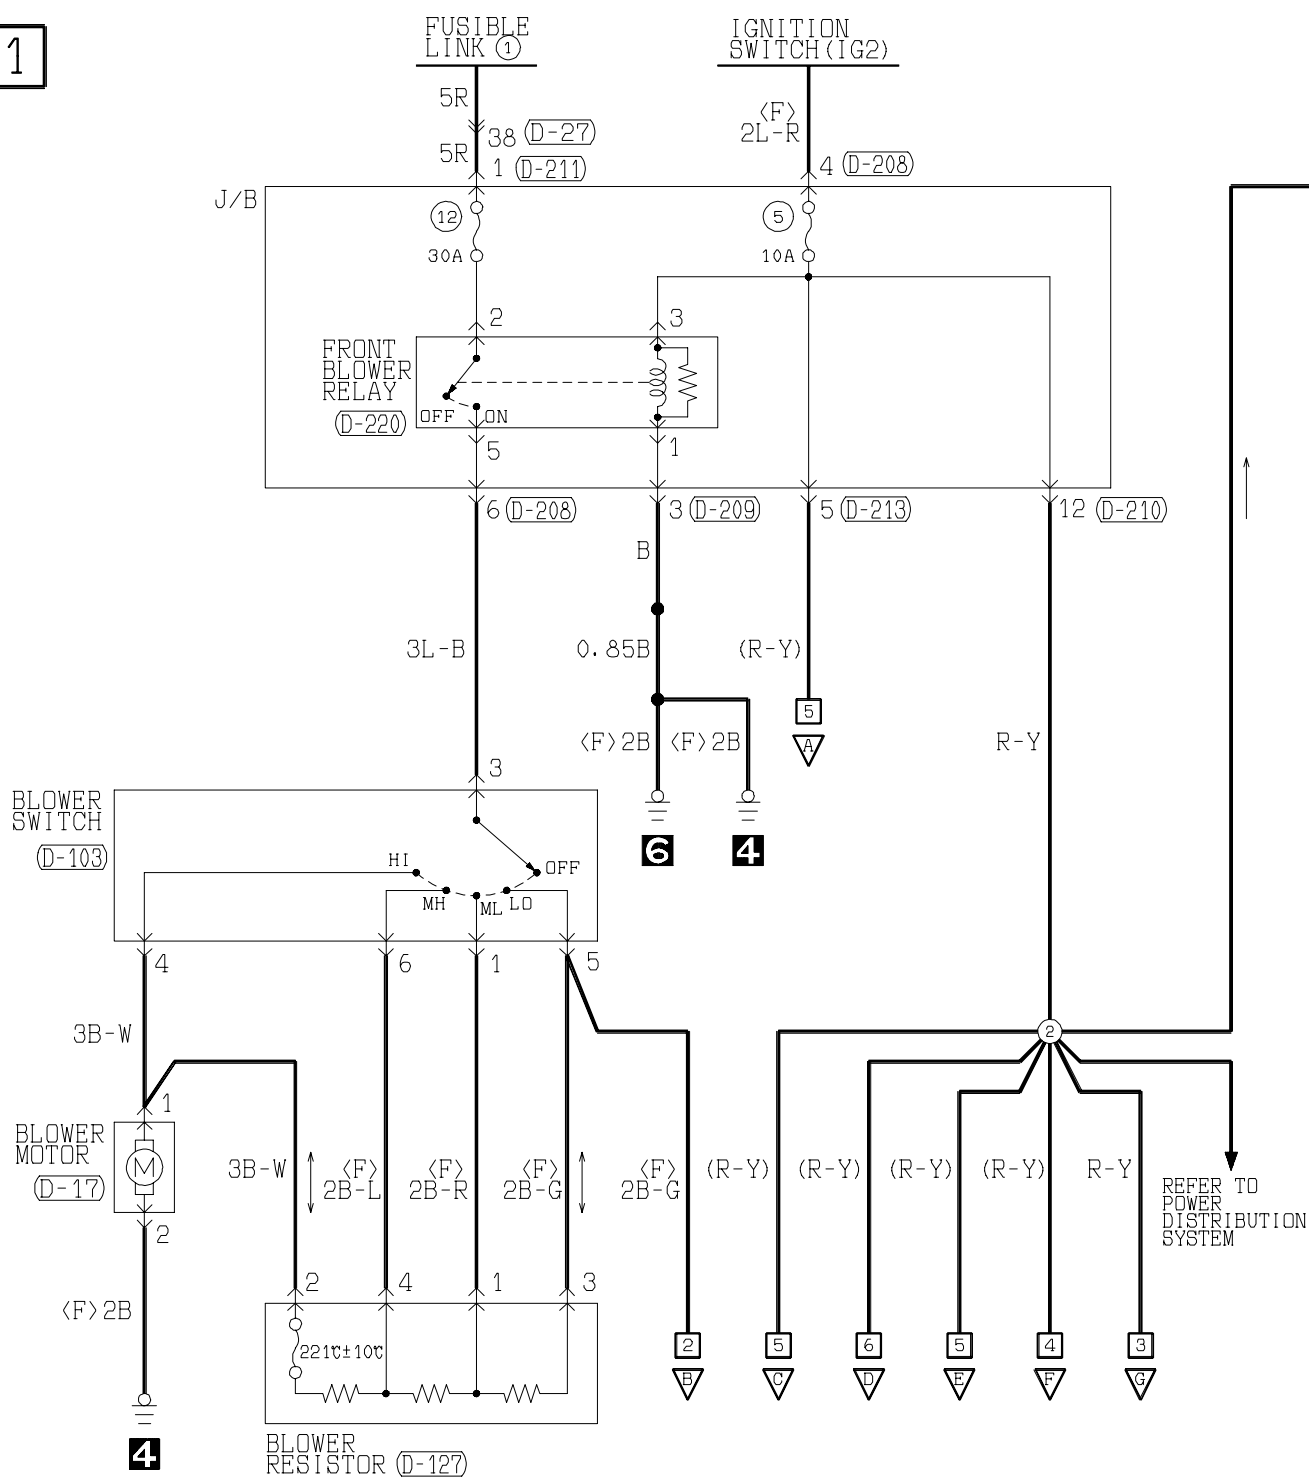 1
FUSIBLE
LINK 1
IGNITION
SWITCH(IG2)
5R
38 (D-27)
5R
1 (D-211)
<F>
2L-R
4 (D-208)
J/B
12
30A
5
10A
2
3
FRONT
BLOWER
RELAY
(D-220)
OFF
ON
5
1
6 (D-208)
3 (D-209)
5 (D-213)
12 (D-210)
B
3L-B
0.85B
(R-Y)
5
A
<F>2B
<F>2B
R-Y
3
6
4
BLOWER
SWITCH
(D-103)
HI
OFF
MH
ML
LO
4
6
1
5
3B-W
2
1
BLOWER
MOTOR
(D-17)
M
2
3B-W
<F>
2B-L
<F>
2B-R
<F>
2B-G
<F>
2B-G
(R-Y)
(R-Y)
(R-Y)
(R-Y)
R-Y
REFER TO
POWER
DISTRIBUTION
SYSTEM
<F>2B
2
4
1
3
221℃±10℃
2
5
6
5
4
3
B
C
D
E
F
G
4
BLOWER
RESISTOR (D-127)